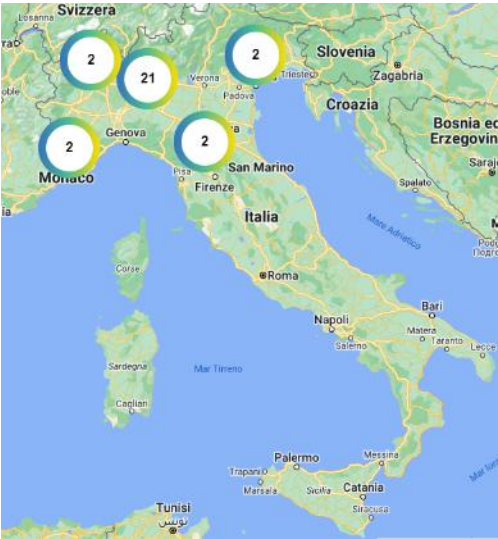 Svizzera
Losanna
2
21
2
Slovenia
Verona
Trieste
Zagabria
Padova
Croazia
Genova
2
2
Bosnia ed
Erzegovin
Monaco
Pisa
San Marino
Firenze
Spalato
Italia
Mare Adriatico
Corse
Roma
Bari
Napoli
Matera
Salerno
Taranto
Lecce
Sardegna
Mar Tirreno
Cagliari
Palermo
Messina
Trapani
Marsala
Sicilia
Catania
Siracusa
Tunisi
تونس